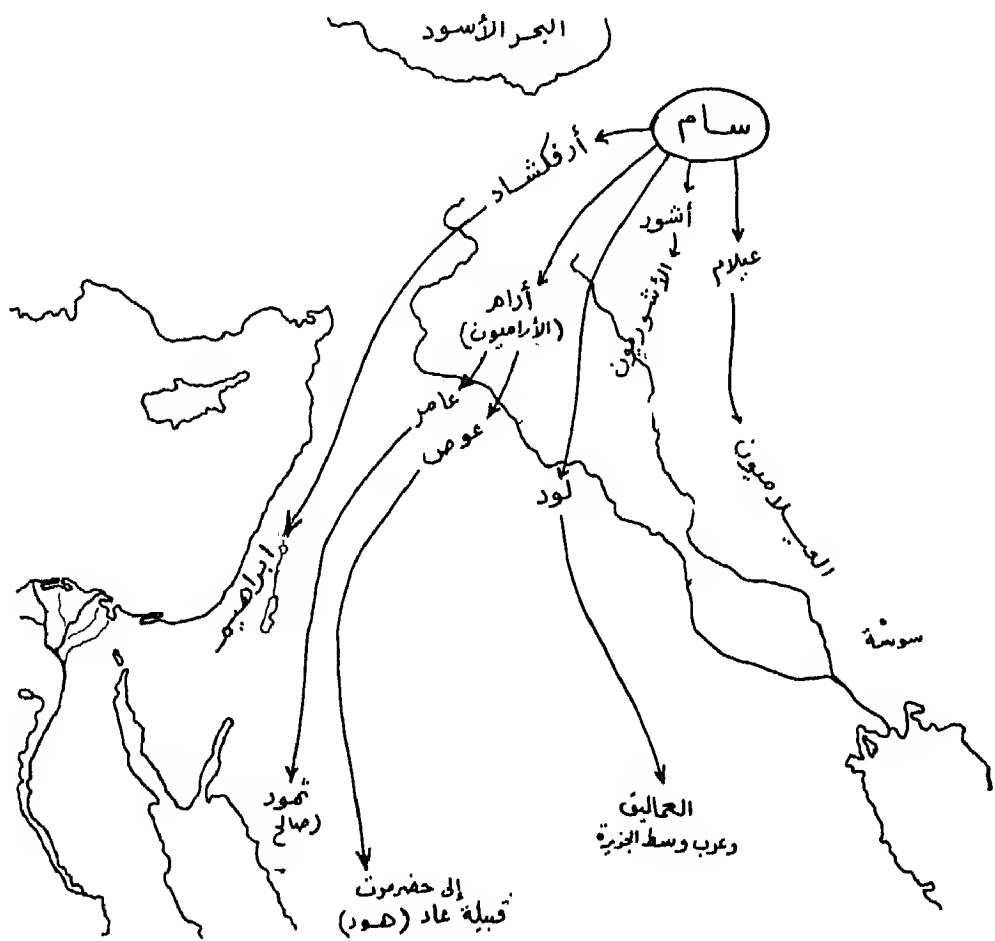 البحر الأسود
سام
أرفكشاد
أشور
عيلام
الأشوريون
أرام
(الأراميون)
عامر
عوص
لود
العيلاميون
ابراهيم
سوسة
ثمود
(صالح
العماليق
وعرب وسط الجزيرة
إلى حضرموت
قبيلة عاد (هود)